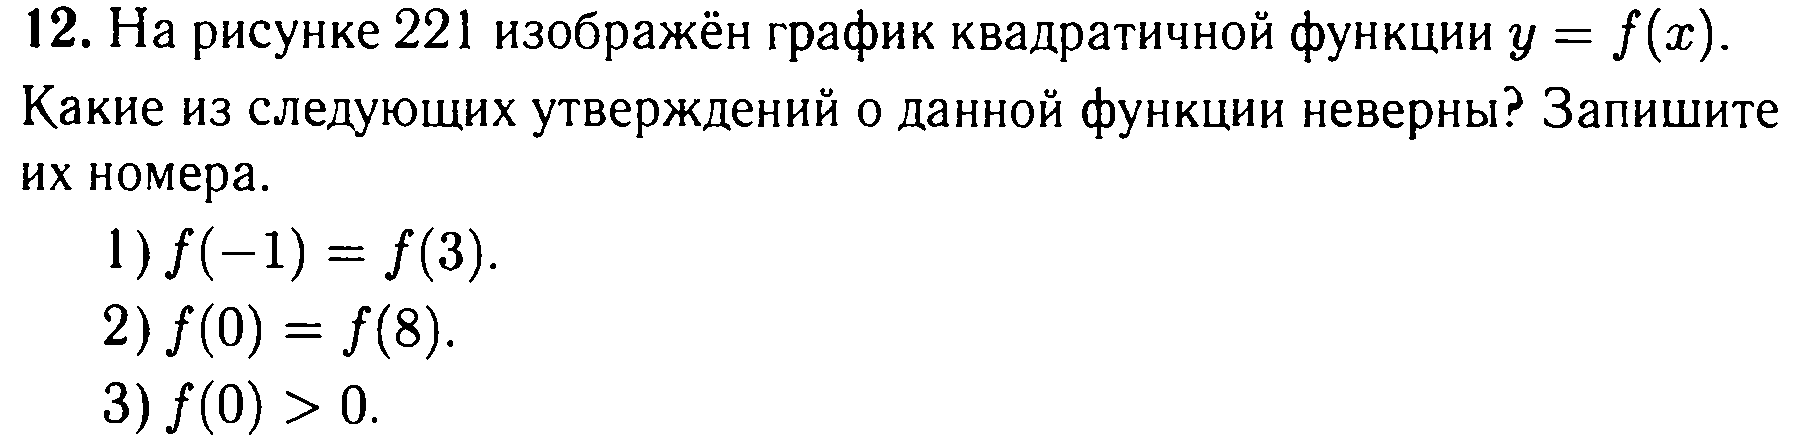 12. На рисунке 221 изображён график квадратичной функции y = f(x).
Какие из следующих утверждений о данной функции неверны? Запишите
их номера.
1) f(−1) = f(3).
2) f(0) = f(8).
3) f(0) > 0.